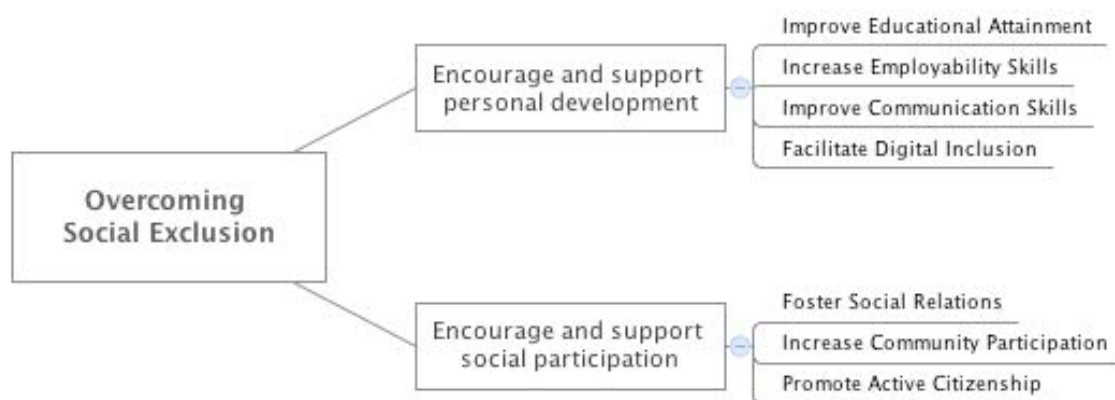 Overcoming
Social Exclusion
Encourage and support
personal development
Improve Educational Attainment
Increase Employability Skills
Improve Communication Skills
Facilitate Digital Inclusion
Encourage and support
social participation
Foster Social Relations
Increase Community Participation
Promote Active Citizenship